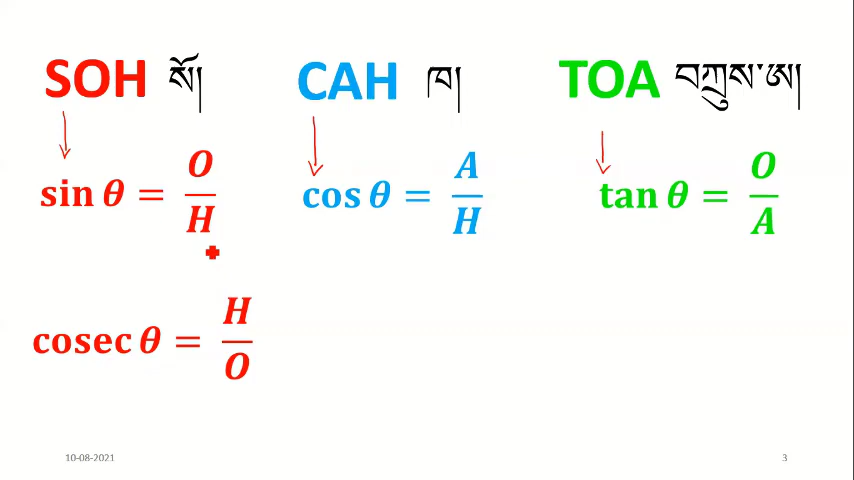 SOH སོ།
CAH ཁ།
TOA བཀྲུས་ཨ།
sin θ = O/H
cos θ = A/H
tan θ = O/A
cosec θ = H/O
10-08-2021
3